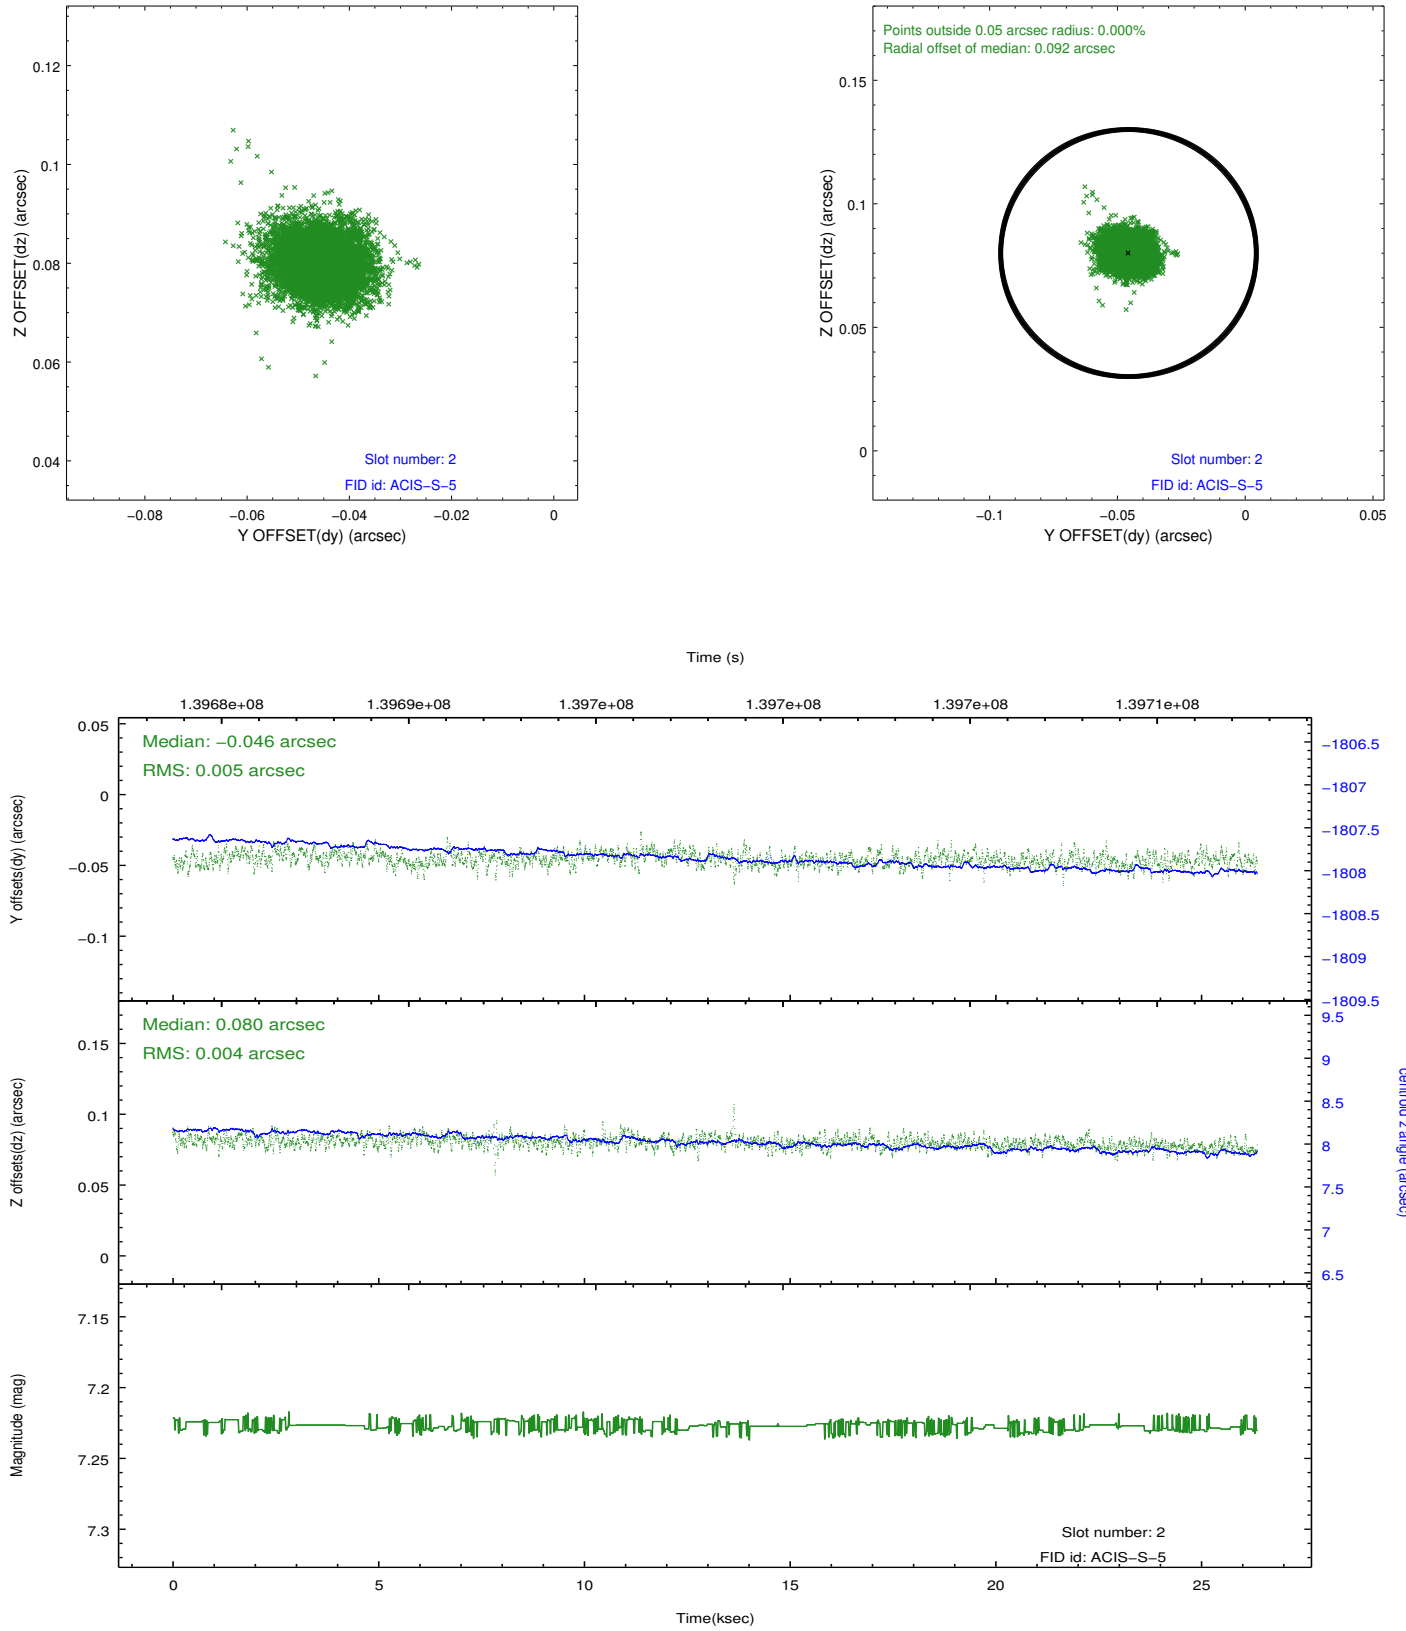 0.12
0.1
0.08
0.06
0.04
Z OFFSET(dz) (arcsec)
Slot number: 2
FID id: ACIS−S−5
−0.08 −0.06 −0.04 −0.02 0
Y OFFSET(dy) (arcsec)
Points outside 0.05 arcsec radius: 0.000%
Radial offset of median: 0.092 arcsec
0.15
0.1
0.05
0
Z OFFSET(dz) (arcsec)
Slot number: 2
FID id: ACIS−S−5
−0.1 −0.05 0 0.05
Y OFFSET(dy) (arcsec)
Time (s)
1.3968e+08 1.3969e+08 1.397e+08 1.397e+08 1.397e+08 1.3971e+08
Median: −0.046 arcsec
RMS: 0.005 arcsec
0.05
0
−0.05
−0.1
Y offsets(dy) (arcsec)
−1806.5
−1807
−1807.5
−1808
−1808.5
−1809
−1809.5
Median: 0.080 arcsec
RMS: 0.004 arcsec
0.15
0.1
0.05
0
Z offsets(dz) (arcsec)
9.5
9
8.5
8
7.5
7
6.5
centroid z angle (arcsec)
7.15
7.2
7.25
7.3
Magnitude (mag)
Slot number: 2
FID id: ACIS−S−5
0 5 10 15 20 25
Time(ksec)